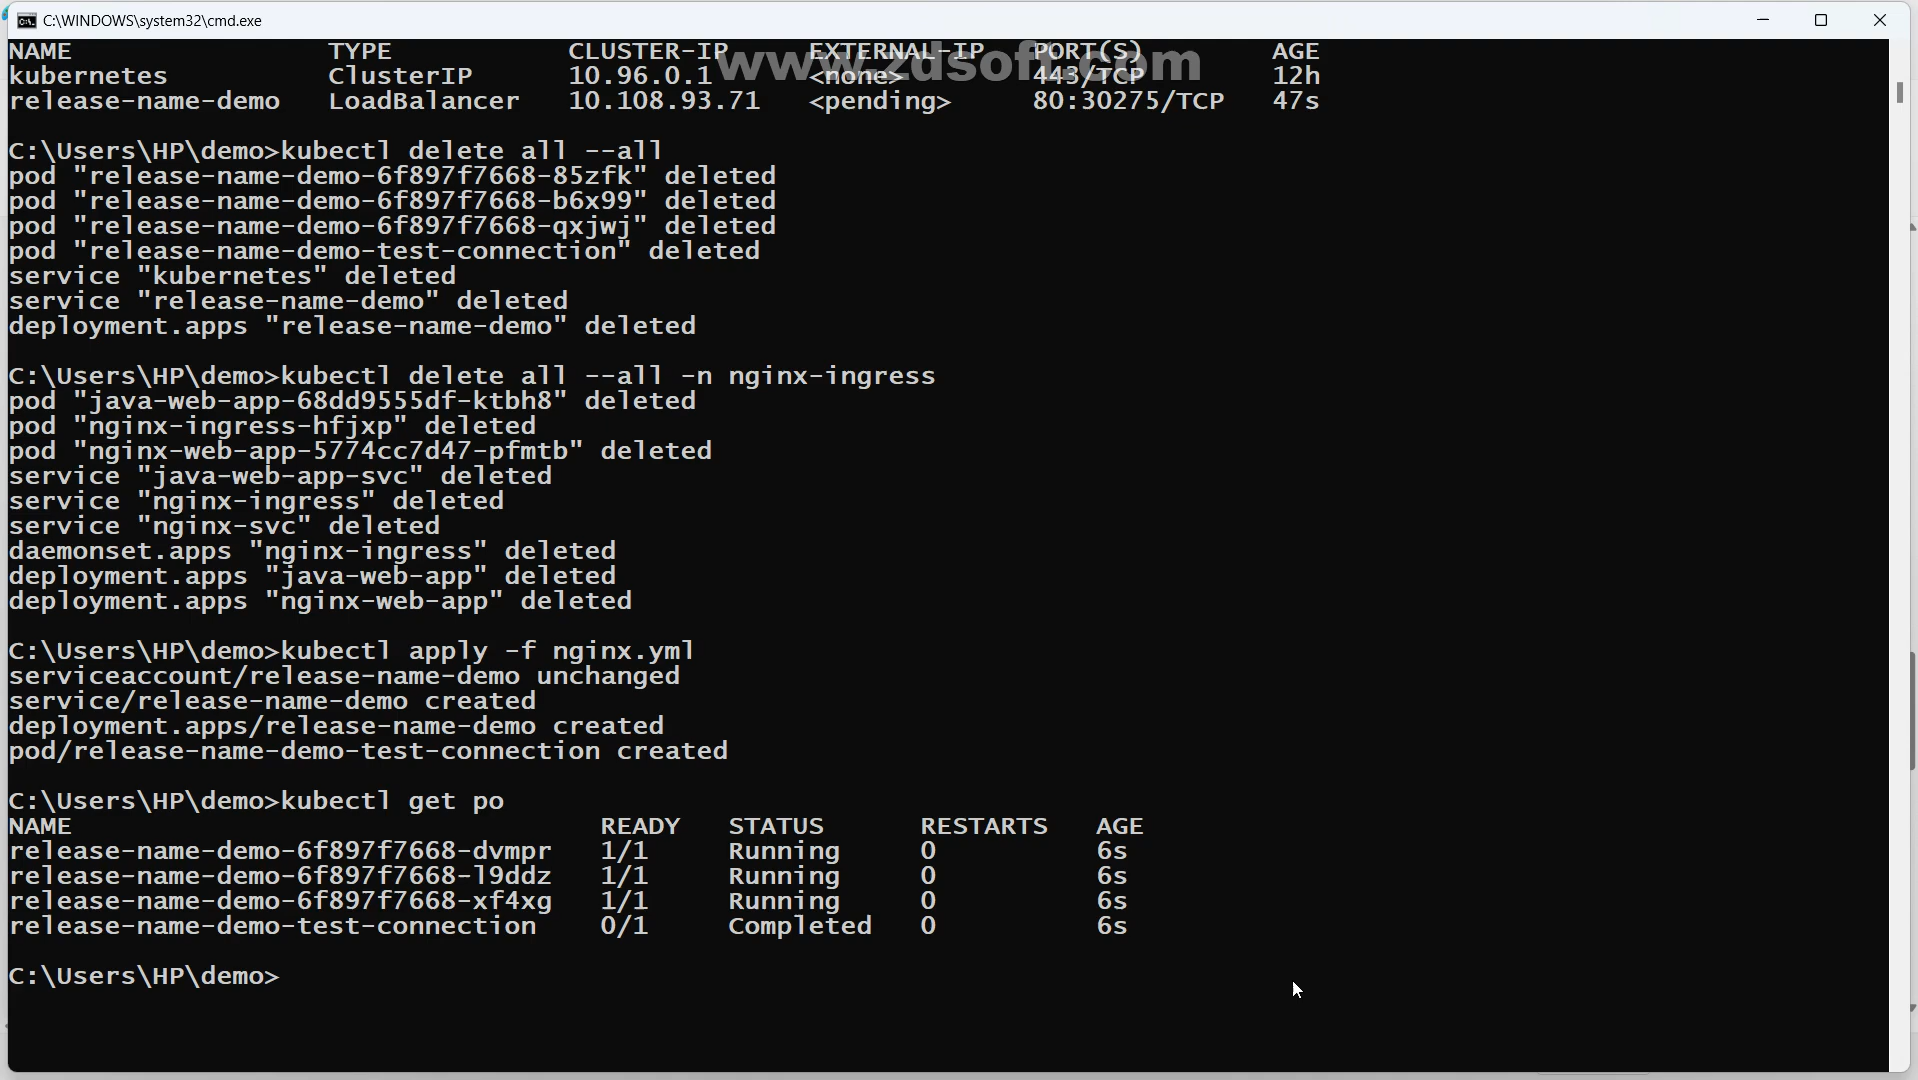 C:\WINDOWS\system32\cmd.exe
www.zdsoft.com
NAME TYPE CLUSTER-IP EXTERNAL-IP PORT(S) AGE
kubernetes ClusterIP 10.96.0.1 <none> 443/TCP 12h
release-name-demo LoadBalancer 10.108.93.71 <pending> 80:30275/TCP 47s
C:\Users\HP\demo>kubectl delete all --all
pod "release-name-demo-6f897f7668-85zfk" deleted
pod "release-name-demo-6f897f7668-b6x99" deleted
pod "release-name-demo-6f897f7668-qxjwj" deleted
pod "release-name-demo-test-connection" deleted
service "kubernetes" deleted
service "release-name-demo" deleted
deployment.apps "release-name-demo" deleted
C:\Users\HP\demo>kubectl delete all --all -n nginx-ingress
pod "java-web-app-68dd9555df-ktbh8" deleted
pod "nginx-ingress-hfjxp" deleted
pod "nginx-web-app-5774cc7d47-pfmtb" deleted
service "java-web-app-svc" deleted
service "nginx-ingress" deleted
service "nginx-svc" deleted
daemonset.apps "nginx-ingress" deleted
deployment.apps "java-web-app" deleted
deployment.apps "nginx-web-app" deleted
C:\Users\HP\demo>kubectl apply -f nginx.yml
serviceaccount/release-name-demo unchanged
service/release-name-demo created
deployment.apps/release-name-demo created
pod/release-name-demo-test-connection created
C:\Users\HP\demo>kubectl get po
NAME READY STATUS RESTARTS AGE
release-name-demo-6f897f7668-dvmpr 1/1 Running 0 6s
release-name-demo-6f897f7668-l9ddz 1/1 Running 0 6s
release-name-demo-6f897f7668-xf4xg 1/1 Running 0 6s
release-name-demo-test-connection 0/1 Completed 0 6s
C:\Users\HP\demo>